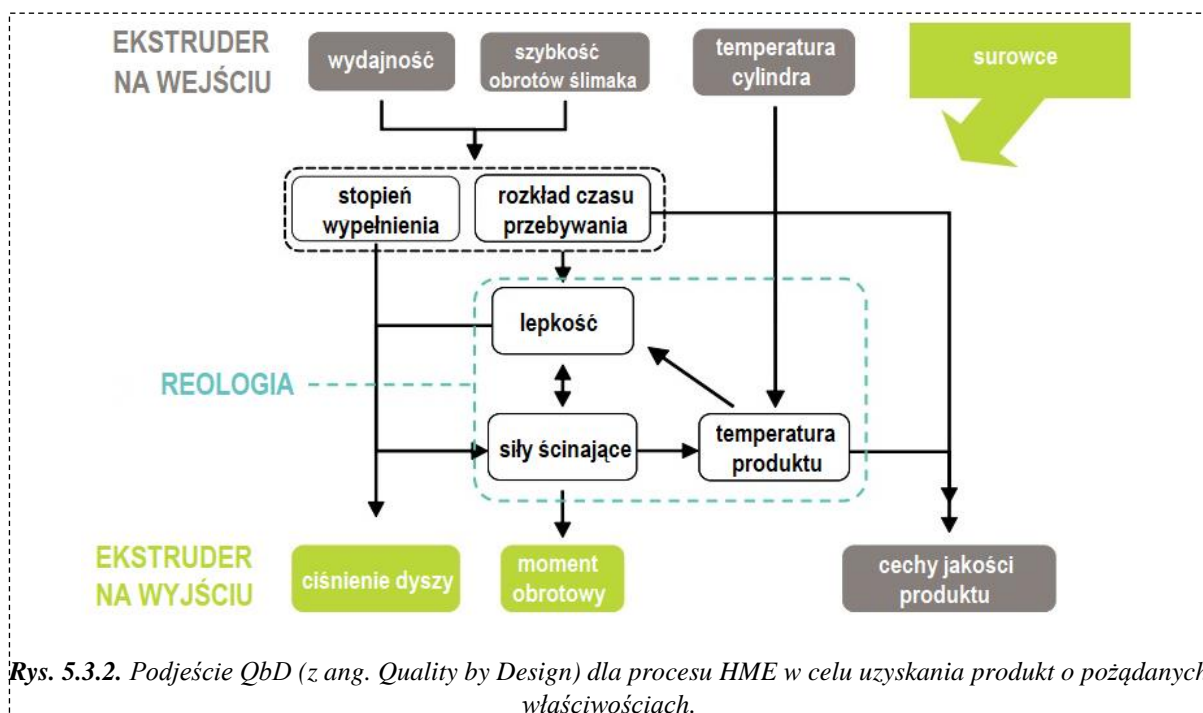 EKSTRUDER
NA WEJŚCIU
wydajność
szybkość
obrotów ślimaka
temperatura
cylindra
surowce
stopień
wypełnienia
rozkład czasu
przebywania
lepkość
REOLOGIA
siły ścinające
temperatura
produktu
EKSTRUDER
NA WYJŚCIU
ciśnienie dyszy
moment
obrotowy
cechy jakości
produktu
Rys. 5.3.2. Podjeście QbD (z ang. Quality by Design) dla procesu HME w celu uzyskania produkt o pożądanych
właściwościach.